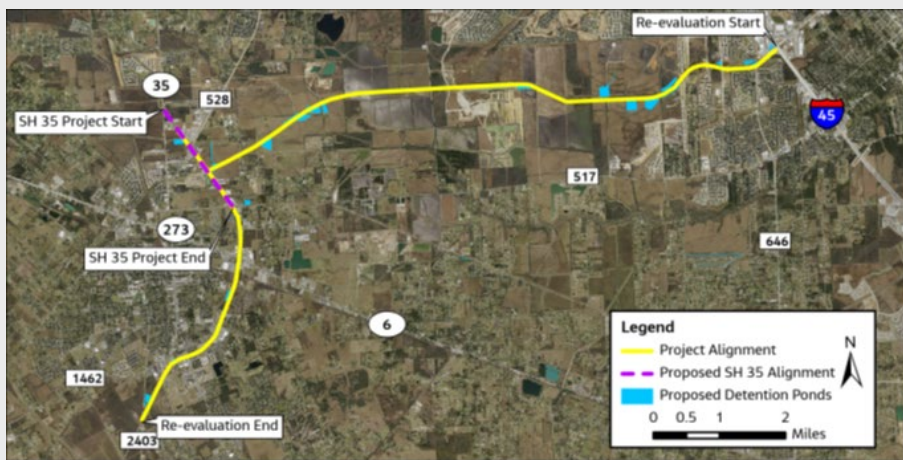 Re-evaluation Start
35
528
SH 35 Project Start
45
517
273
646
SH 35 Project End
6
1462
Re-evaluation End
2403
Legend
Project Alignment
Proposed SH 35 Alignment
Proposed Detention Ponds
N
0 0.5 1 2
Miles